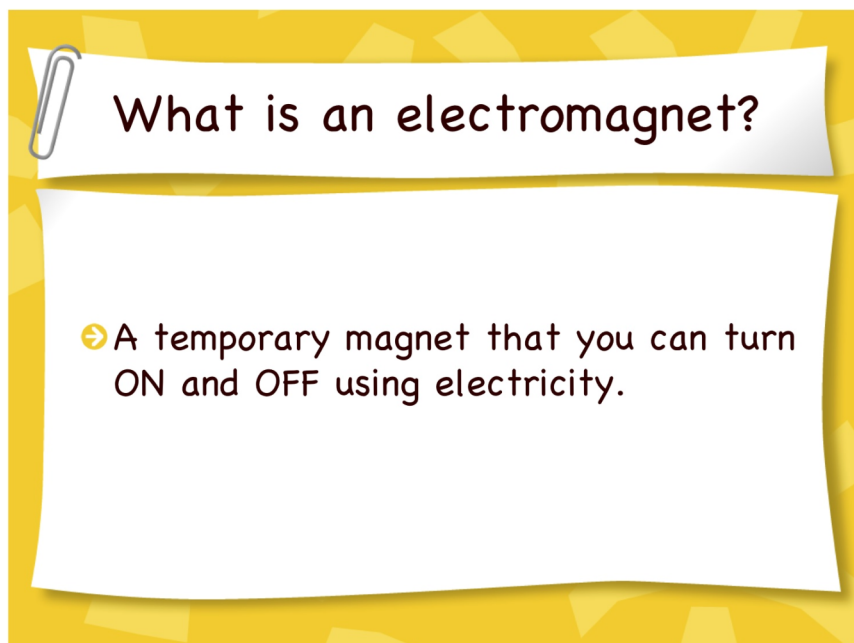 What is an electromagnet?
A temporary magnet that you can turn
ON and OFF using electricity.